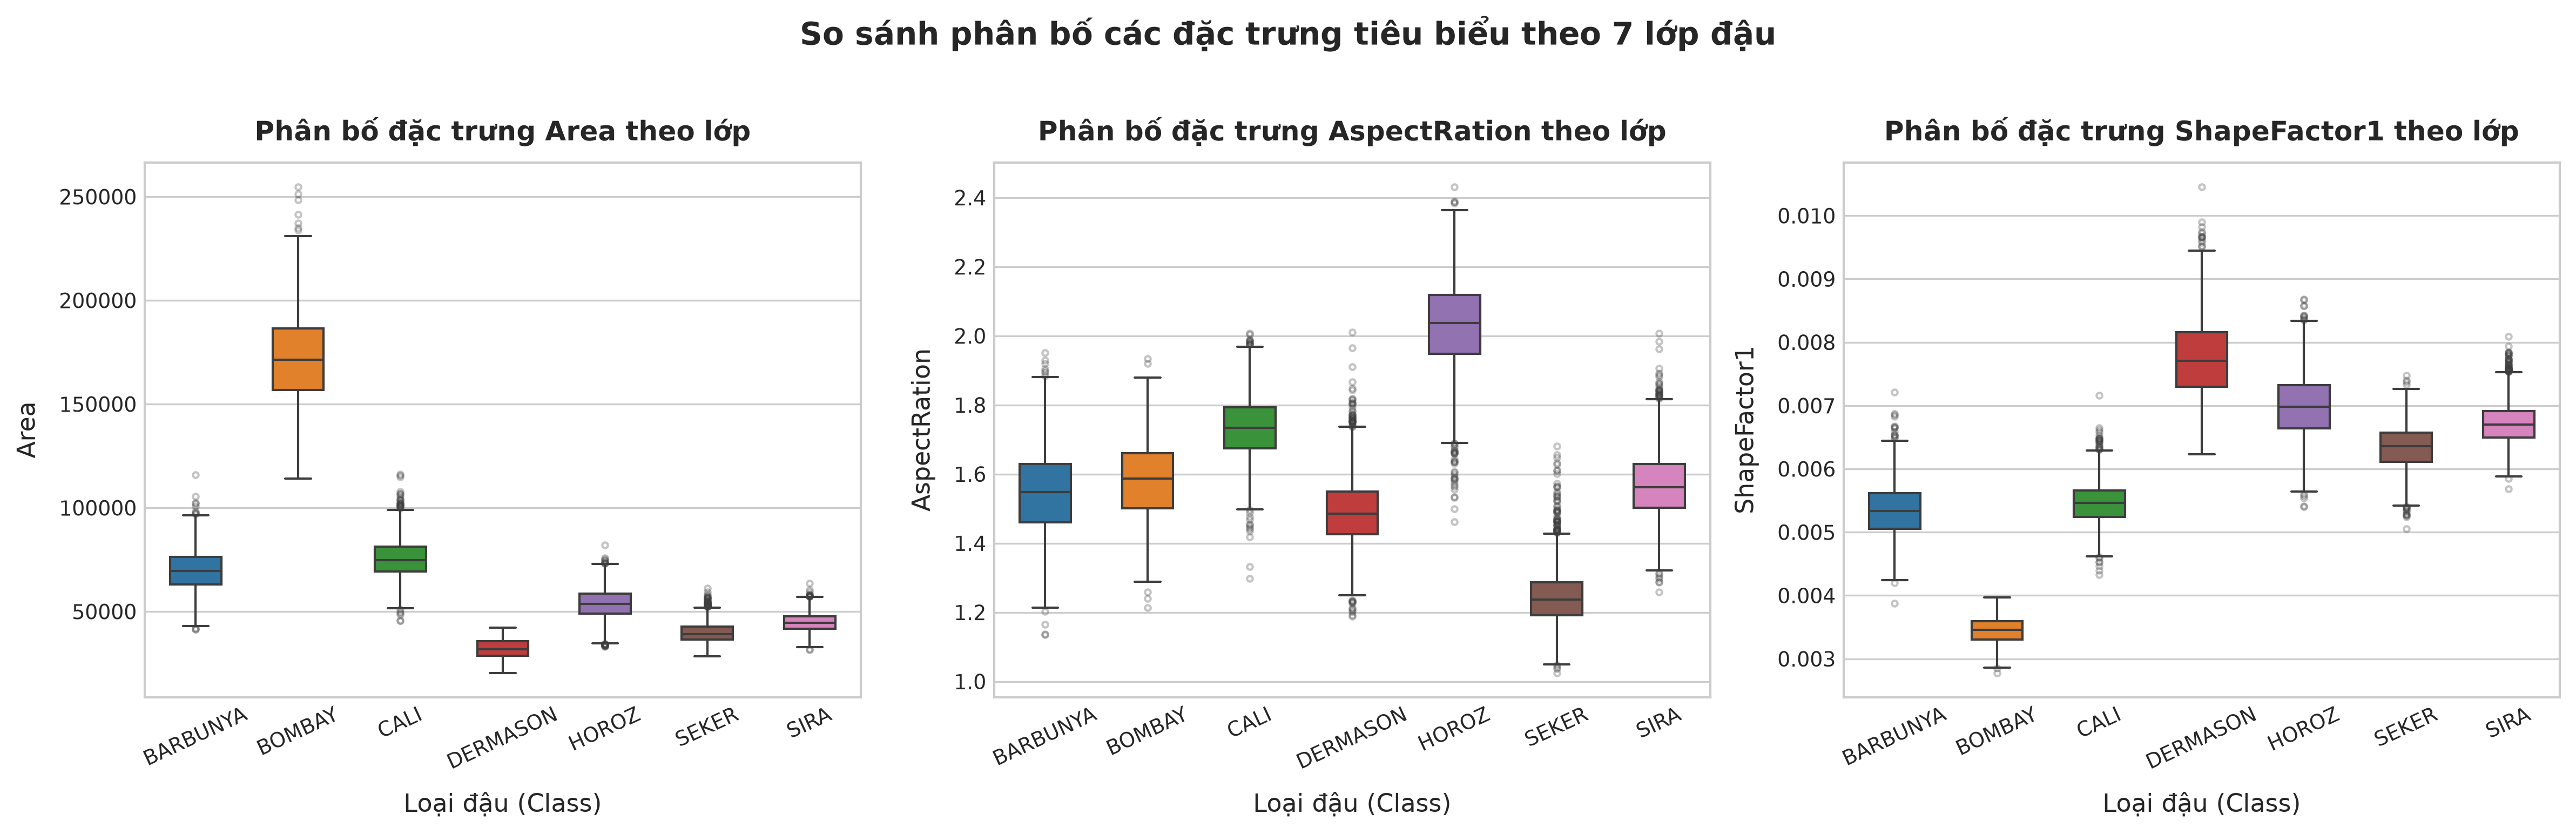 So sánh phân bố các đặc trưng tiêu biểu theo 7 lớp đậu
Phân bố đặc trưng Area theo lớp
250000
200000
150000
100000
50000
Area
BARBUNYA
BOMBAY
CALI
DERMASON
HOROZ
SEKER
SIRA
Loại đậu (Class)
Phân bố đặc trưng AspectRation theo lớp
2.4
2.2
2.0
1.8
1.6
1.4
1.2
1.0
AspectRation
BARBUNYA
BOMBAY
CALI
DERMASON
HOROZ
SEKER
SIRA
Loại đậu (Class)
Phân bố đặc trưng ShapeFactor1 theo lớp
0.010
0.009
0.008
0.007
0.006
0.005
0.004
0.003
ShapeFactor1
BARBUNYA
BOMBAY
CALI
DERMASON
HOROZ
SEKER
SIRA
Loại đậu (Class)